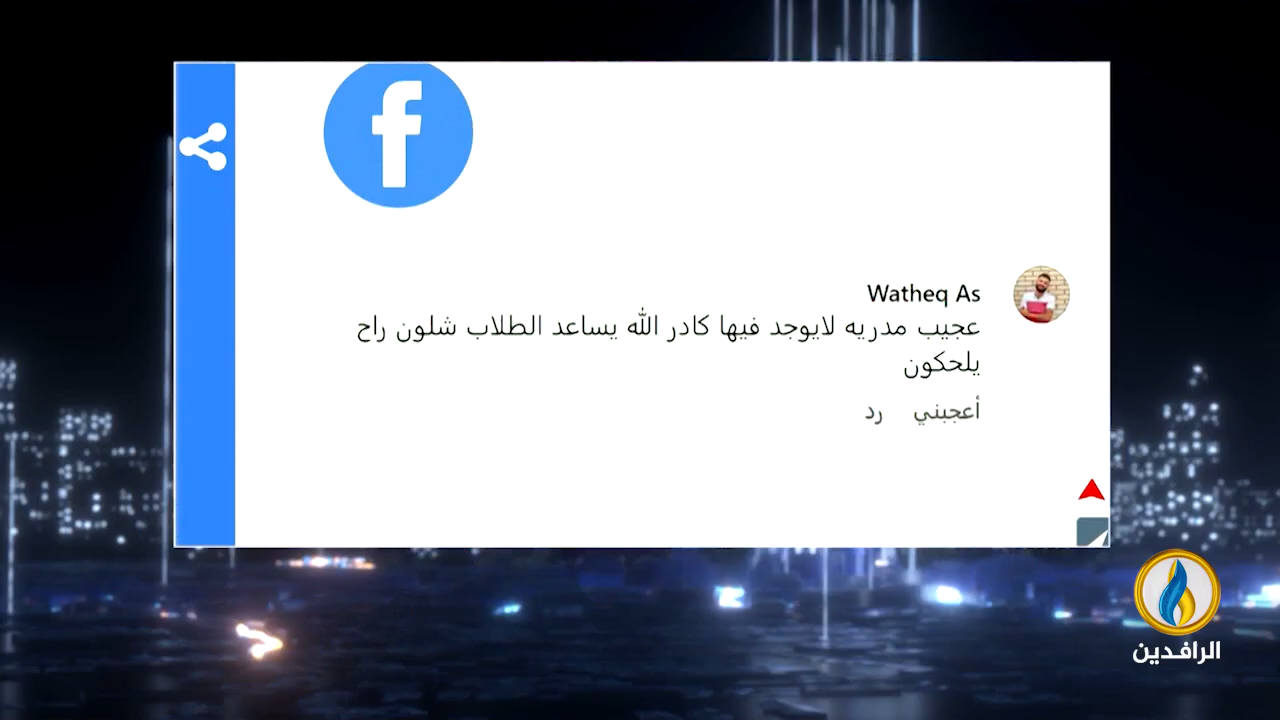 Watheq As
عجيب مدريه لايوجد فيها كادر الله يساعد الطلاب شلون راح
يلحكون
أعجبني رد
الرافدين